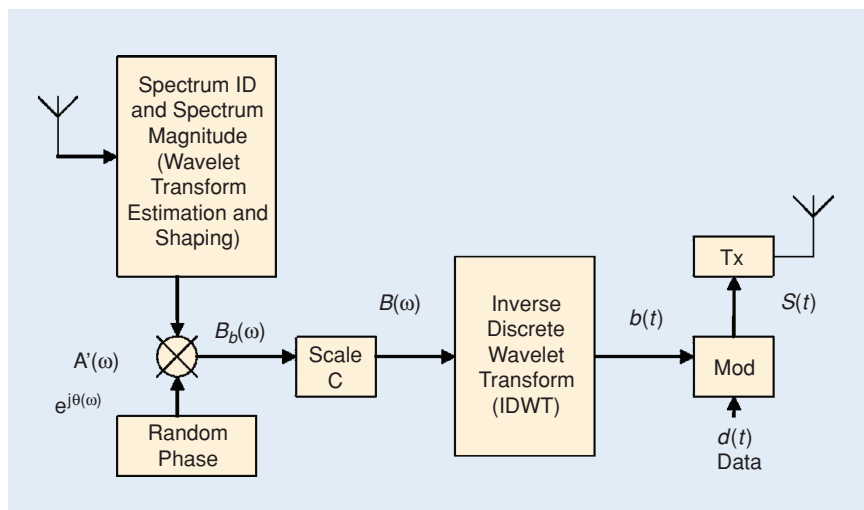 Spectrum ID
and Spectrum
Magnitude
(Wavelet
Transform
Estimation and
Shaping)
Tx
S(t)
B(ω)
Inverse
Discrete
Wavelet
Transform
(IDWT)
b(t)
B_b(ω)
A'(ω)
Scale
C
Mod
e^jθ(ω)
Random
Phase
d(t)
Data